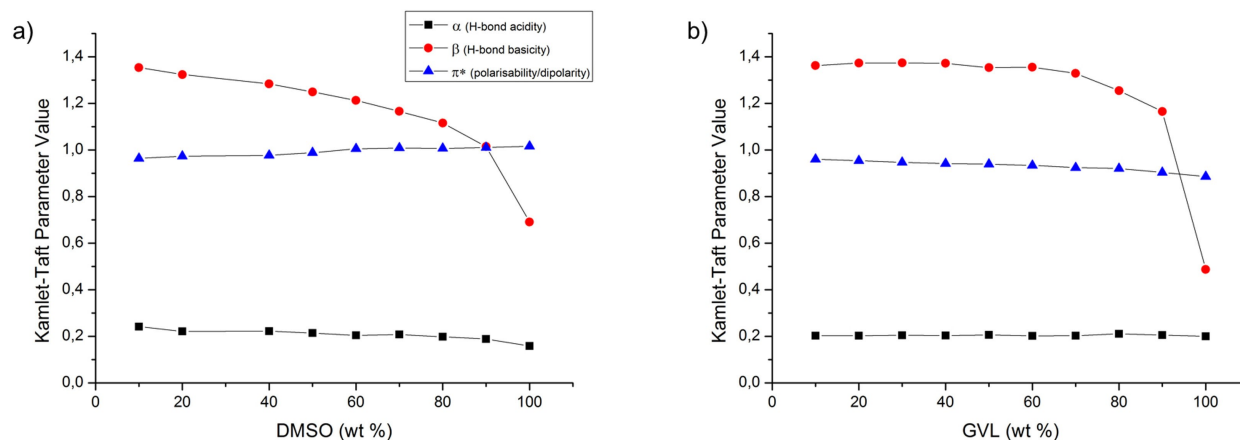 a)
α (H-bond acidity)
β (H-bond basicity)
π* (polarisability/dipolarity)
Kamlet-Taft Parameter Value
1,4
1,2
1,0
0,8
0,6
0,4
0,2
0,0
0 20 40 60 80 100
DMSO (wt %)
b)
Kamlet-Taft Parameter Value
1,4
1,2
1,0
0,8
0,6
0,4
0,2
0,0
0 20 40 60 80 100
GVL (wt %)